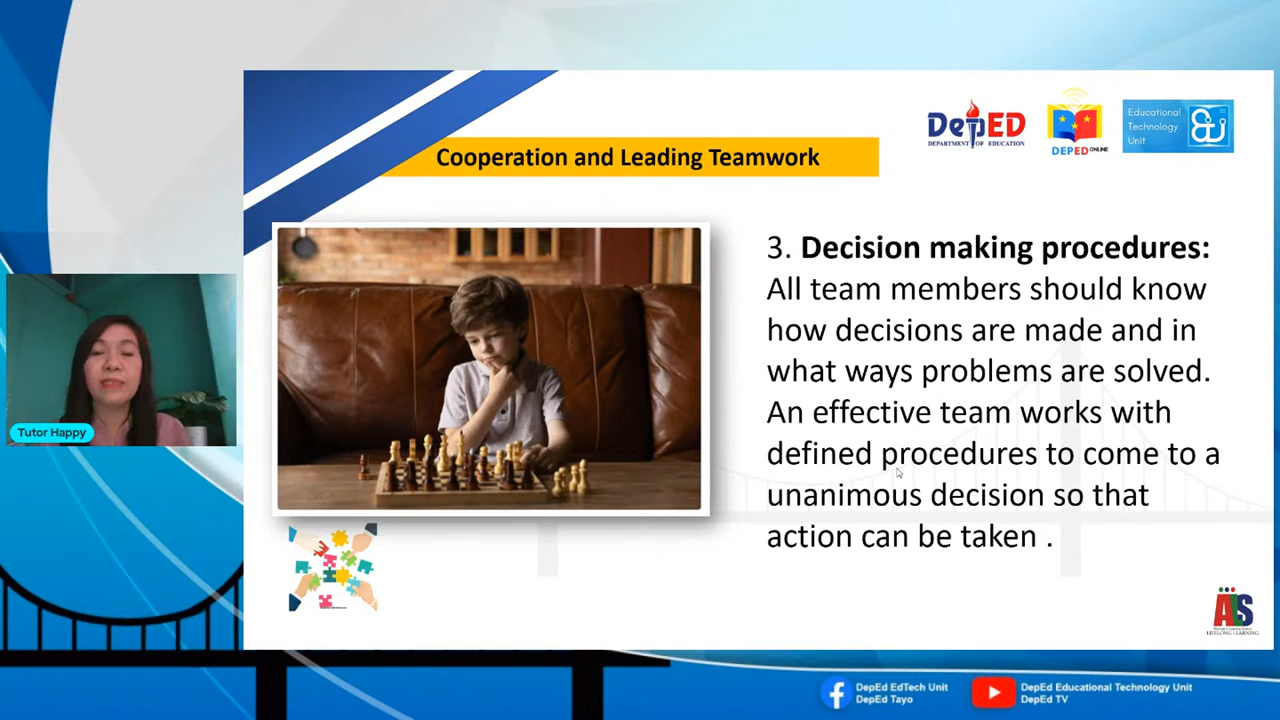 DepED
DEPARTMENT OF EDUCATION
DEPED ONLINE
Educational
Technology
Unit
Cooperation and Leading Teamwork
3. Decision making procedures:
All team members should know
how decisions are made and in
what ways problems are solved.
An effective team works with
defined procedures to come to a
unanimous decision so that
action can be taken .
Tutor Happy
ALS
LIFELONG LEARNING
DepEd EdTech Unit
DepEd Tayo
DepEd Educational Technology Unit
DepEd TV